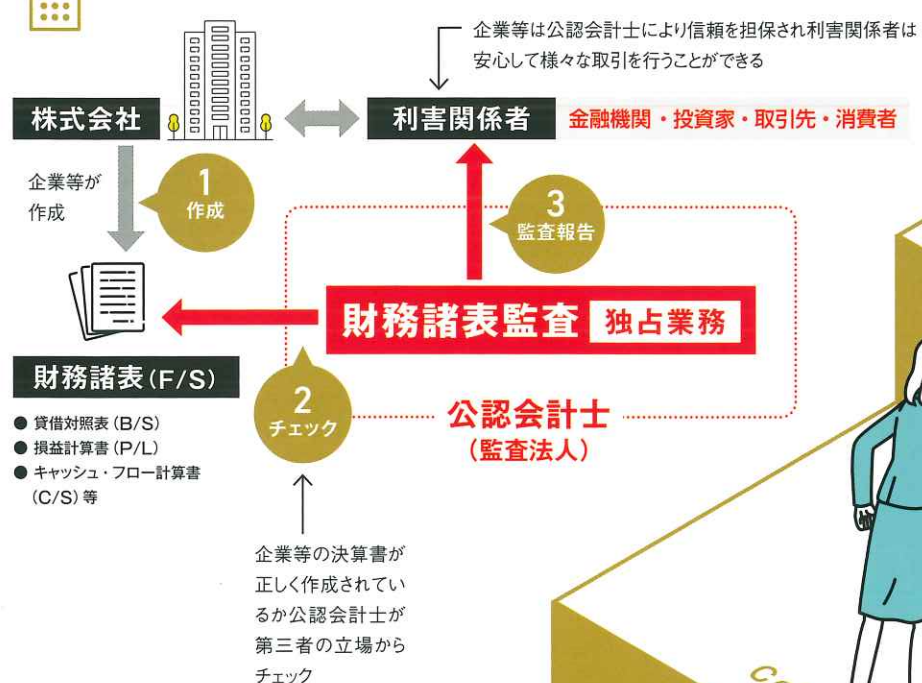 企業等は公認会計士により信頼を担保され利害関係者は
安心して様々な取引を行うことができる
株式会社
利害関係者
金融機関・投資家・取引先・消費者
企業等が
作成
1
作成
3
監査報告
財務諸表監査 独占業務
財務諸表(F/S)
● 貸借対照表(B/S)
● 損益計算書(P/L)
● キャッシュ・フロー計算書
(C/S)等
2
チェック
公認会計士
(監査法人)
企業等の決算書が
正しく作成されてい
るか公認会計士が
第三者の立場から
チェック